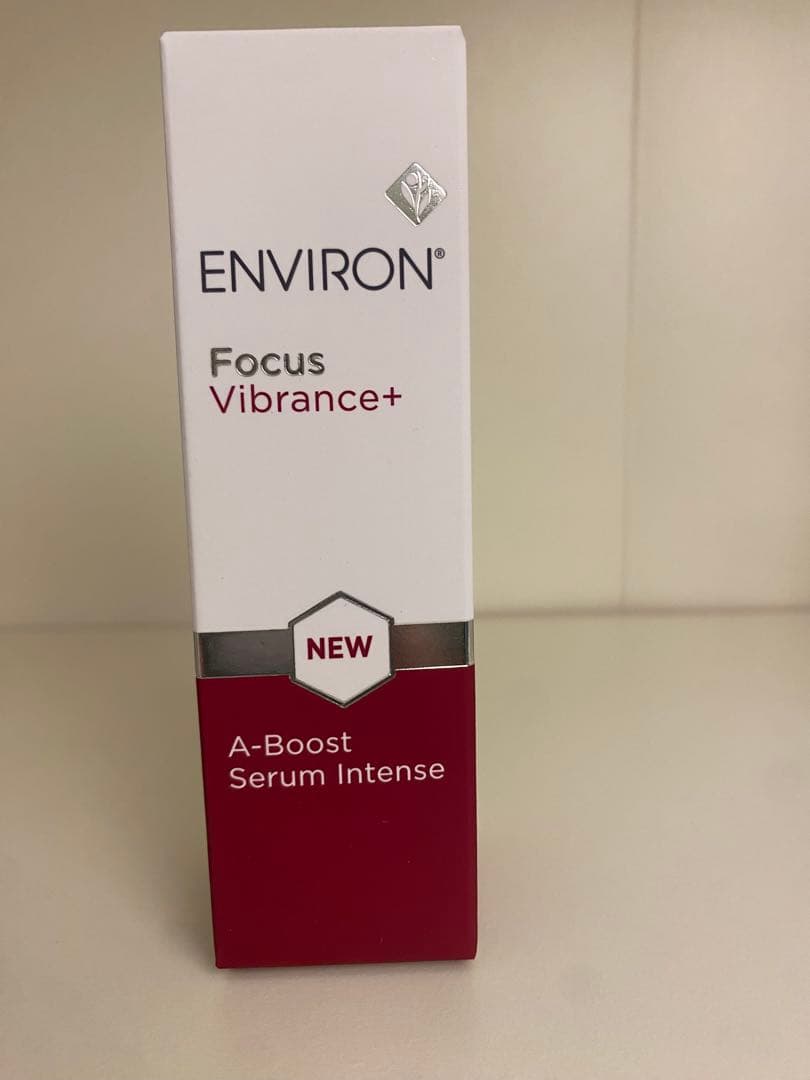 ENVIRON®
Focus
Vibrance+
NEW
A-Boost
Serum Intense